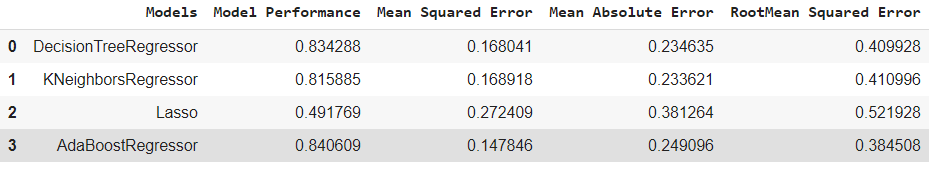 Models Model Performance Mean Squared Error Mean Absolute Error RootMean Squared Error
0 DecisionTreeRegressor 0.834288 0.168041 0.234635 0.409928
1 KNeighborsRegressor 0.815885 0.168918 0.233621 0.410996
2 Lasso 0.491769 0.272409 0.381264 0.521928
3 AdaBoostRegressor 0.840609 0.147846 0.249096 0.384508